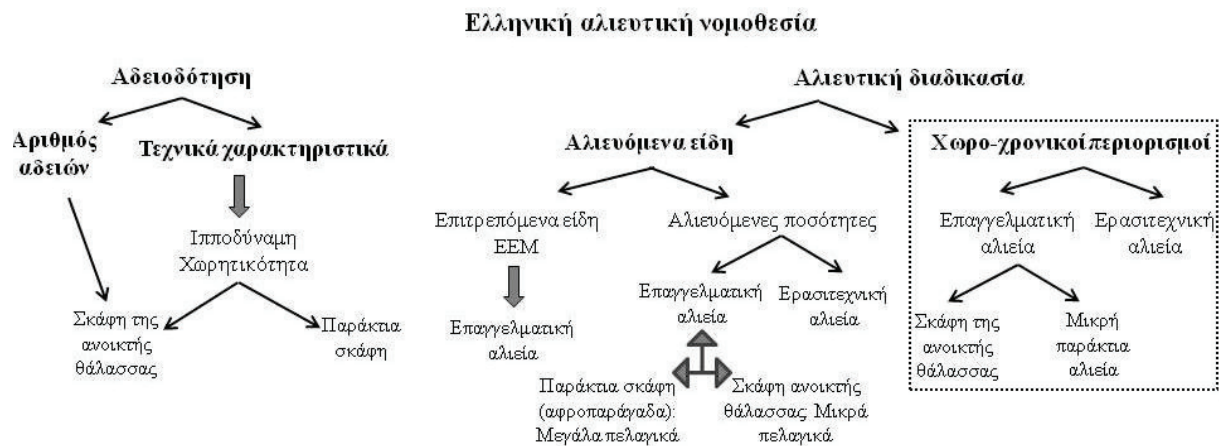 Ελληνική αλιευτική νομοθεσία
Αδειοδότηση
Αριθμός
αδειών
Τεχνικά χαρακτηριστικά
Ιπποδύναμη
Χωρητικότητα
Σκάφη της
ανοικτής
θάλασσας
Παράκτια
σκάφη
Αλιευτική διαδικασία
Αλιευόμενα είδη
Επιτρεπόμενα είδη
ΕΕΜ
Επαγγελματική
αλιεία
Αλιευόμενες ποσότητες
Επαγγελματική
αλιεία
Ερασιτεχνική
αλιεία
Παράκτια σκάφη
(αφροπαράγαδα):
Μεγάλα πελαγικά
Σκάφη ανοικτής
θάλασσας: Μικρά
πελαγικά
Χωρο-χρονικοί περιορισμοί
Επαγγελματική
αλιεία
Ερασιτεχνική
αλιεία
Σκάφη της
ανοικτής
θάλασσας
Μικρή
παράκτια
αλιεία